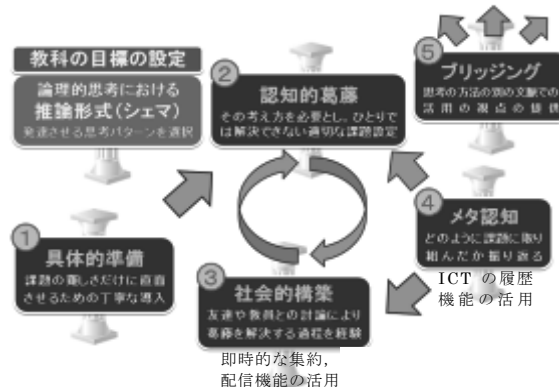 教科の目標の設定
論理的思考における
推論形式(シェマ)
発達させる思考パターンを選択
①
具体的準備
課題の難しさだけに直面
させるための丁寧な導入
②
認知的葛藤
その考え方を必要とし、ひとりで
は解決できない適切な課題設定
③
社会的構築
友達や教員との討論により
葛藤を解決する過程を経験
即時的な集約,
配信機能の活用
④
メタ認知
どのように課題に取り
組んだか振り返る
ICT の履歴
機能の活用
⑤
ブリッジング
思考の方法の別の文脈での
活用の視点の提供